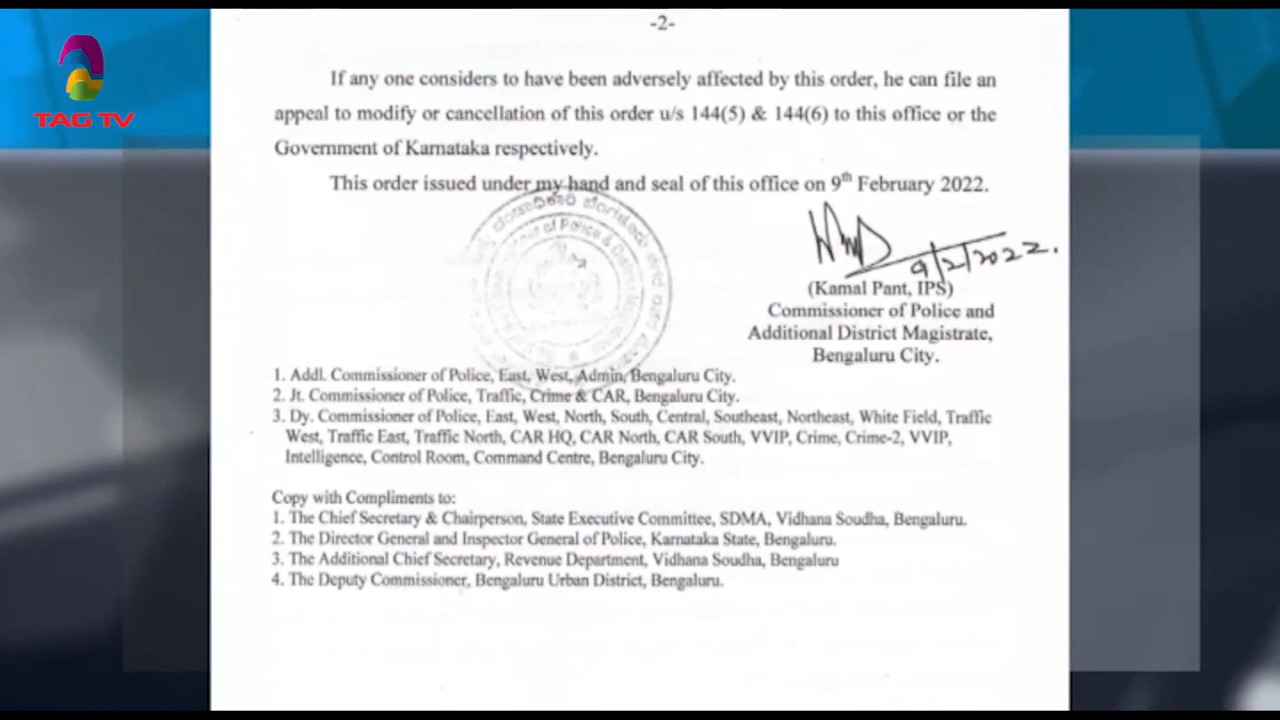 TAG TV
-2-
If any one considers to have been adversely affected by this order, he can file an
appeal to modify or cancellation of this order u/s 144(5) & 144(6) to this office or the
Government of Karnataka respectively.
This order issued under my hand and seal of this office on 9th February 2022.
of Police & District
9/2/2022.
(Kamal Pant, IPS)
Commissioner of Police and
Additional District Magistrate,
Bengaluru City.
1. Addl. Commissioner of Police, East, West, Admin, Bengaluru City.
2. Jt. Commissioner of Police, Traffic, Crime & CAR, Bengaluru City.
3. Dy. Commissioner of Police, East, West, North, South, Central, Southeast, Northeast, White Field, Traffic
West, Traffic East, Traffic North, CAR HQ, CAR North, CAR South, VVIP, Crime, Crime-2, VVIP,
Intelligence, Control Room, Command Centre, Bengaluru City.
Copy with Compliments to:
1. The Chief Secretary & Chairperson, State Executive Committee, SDMA, Vidhana Soudha, Bengaluru.
2. The Director General and Inspector General of Police, Karnataka State, Bengaluru.
3. The Additional Chief Secretary, Revenue Department, Vidhana Soudha, Bengaluru
4. The Deputy Commissioner, Bengaluru Urban District, Bengaluru.